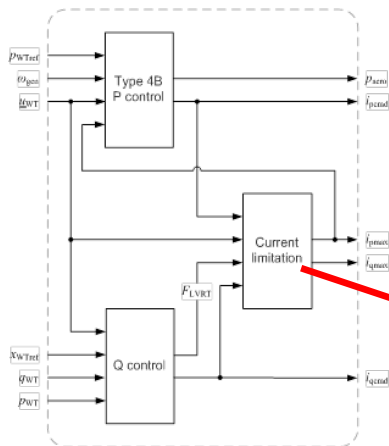 p_WTref
ω_gen
u_WT
Type 4B
P control
p_aero
i_pcmd
Current
limitation
i_pmax
i_qmax
F_LVRT
x_WTref
q_WT
p_WT
Q control
i_qcmd